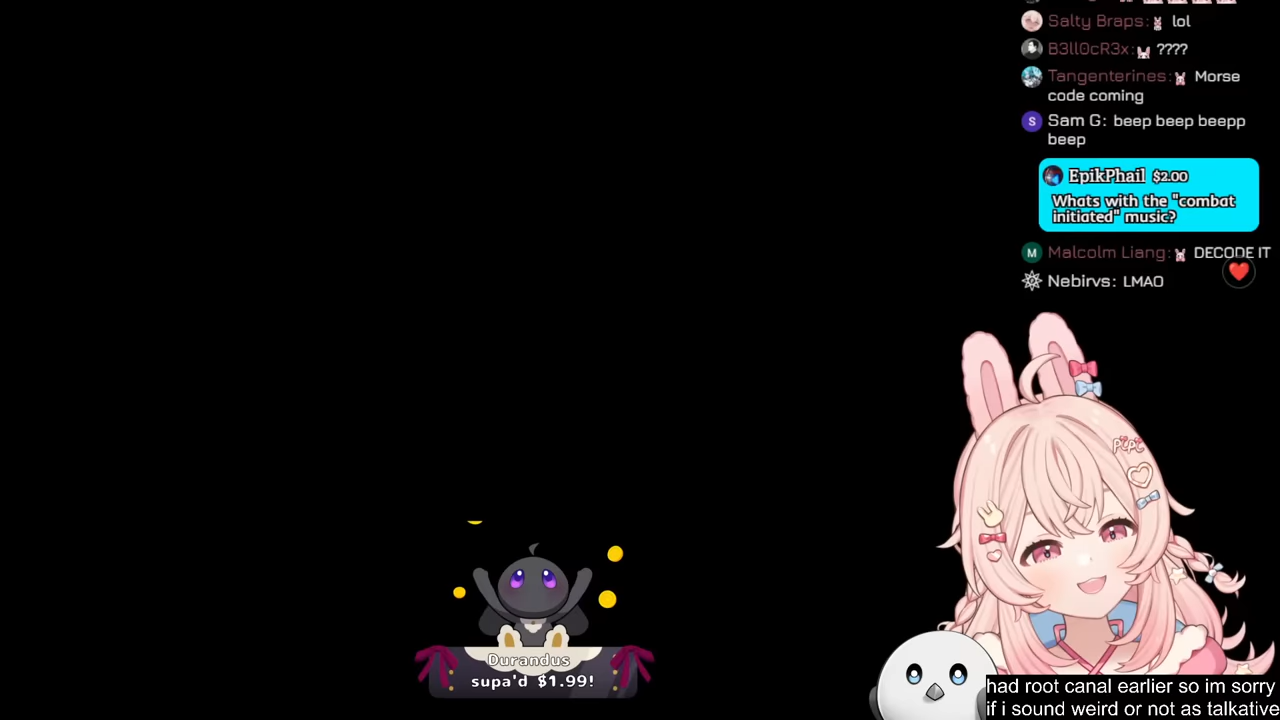 Salty Braps: lol
B3ll0cR3x: ????
Tangenterines: Morse
code coming
S Sam G: beep beep beepp
beep
EpikPhail $2.00
Whats with the "combat
initiated" music?
M Malcolm Liang: DECODE IT
Nebirvs: LMAO
PiPi
Durandus
supa'd $1.99!
had root canal earlier so im sorry
if i sound weird or not as talkative